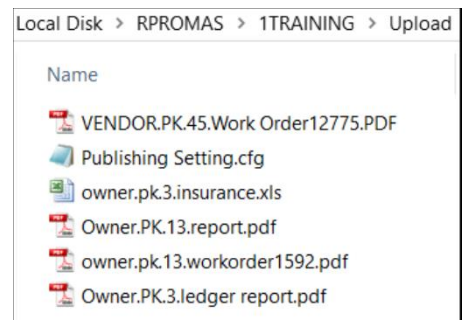 Local Disk > RPROMAS > 1TRAINING > Upload
Name
VENDOR.PK.45.Work Order12775.PDF
Publishing Setting.cfg
owner.pk.3.insurance.xls
Owner.PK.13.report.pdf
owner.pk.13.workorder1592.pdf
Owner.PK.3.ledger report.pdf